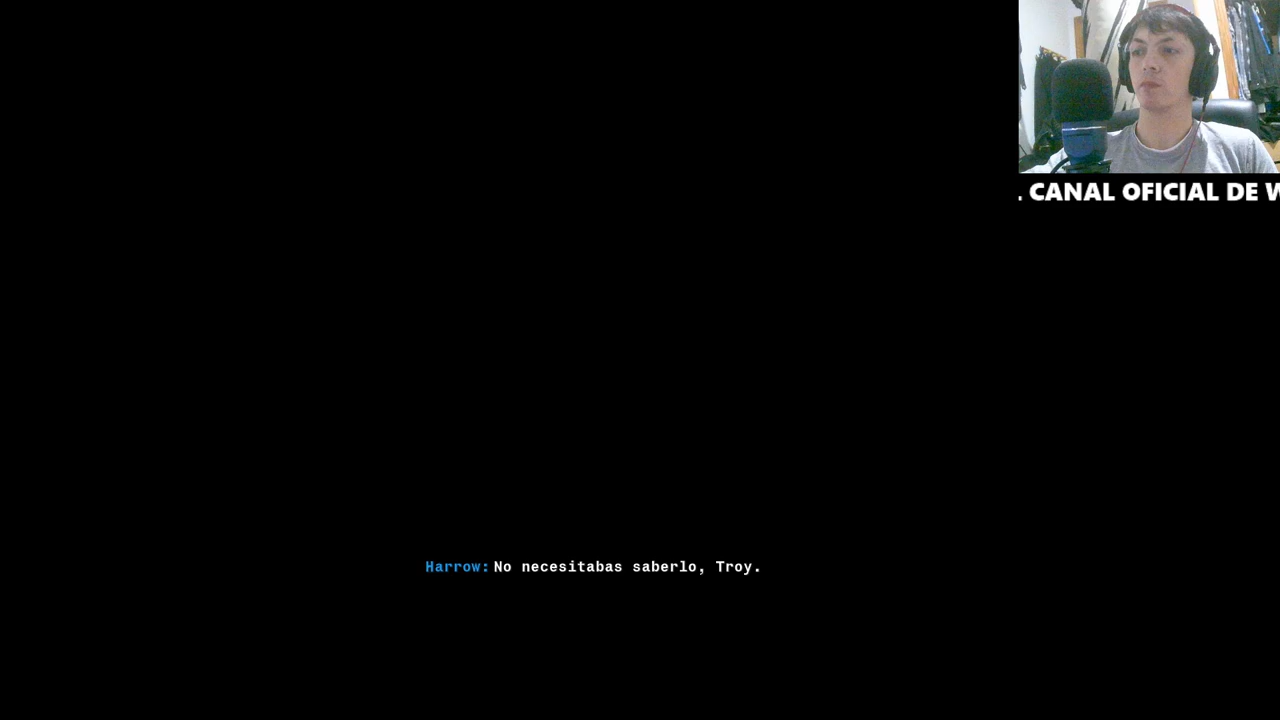 . CANAL OFICIAL DE
Harrow: No necesitabas saberlo, Troy.